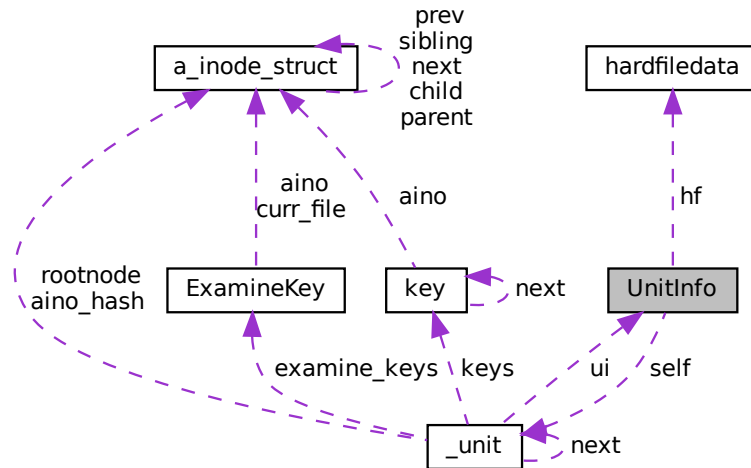 prev
sibling
next
child
parent
a_inode_struct
hardfiledata
aino
curr_file
aino
hf
rootnode
aino_hash
ExamineKey
key
next
UnitInfo
examine_keys
keys
ui
self
_unit
next